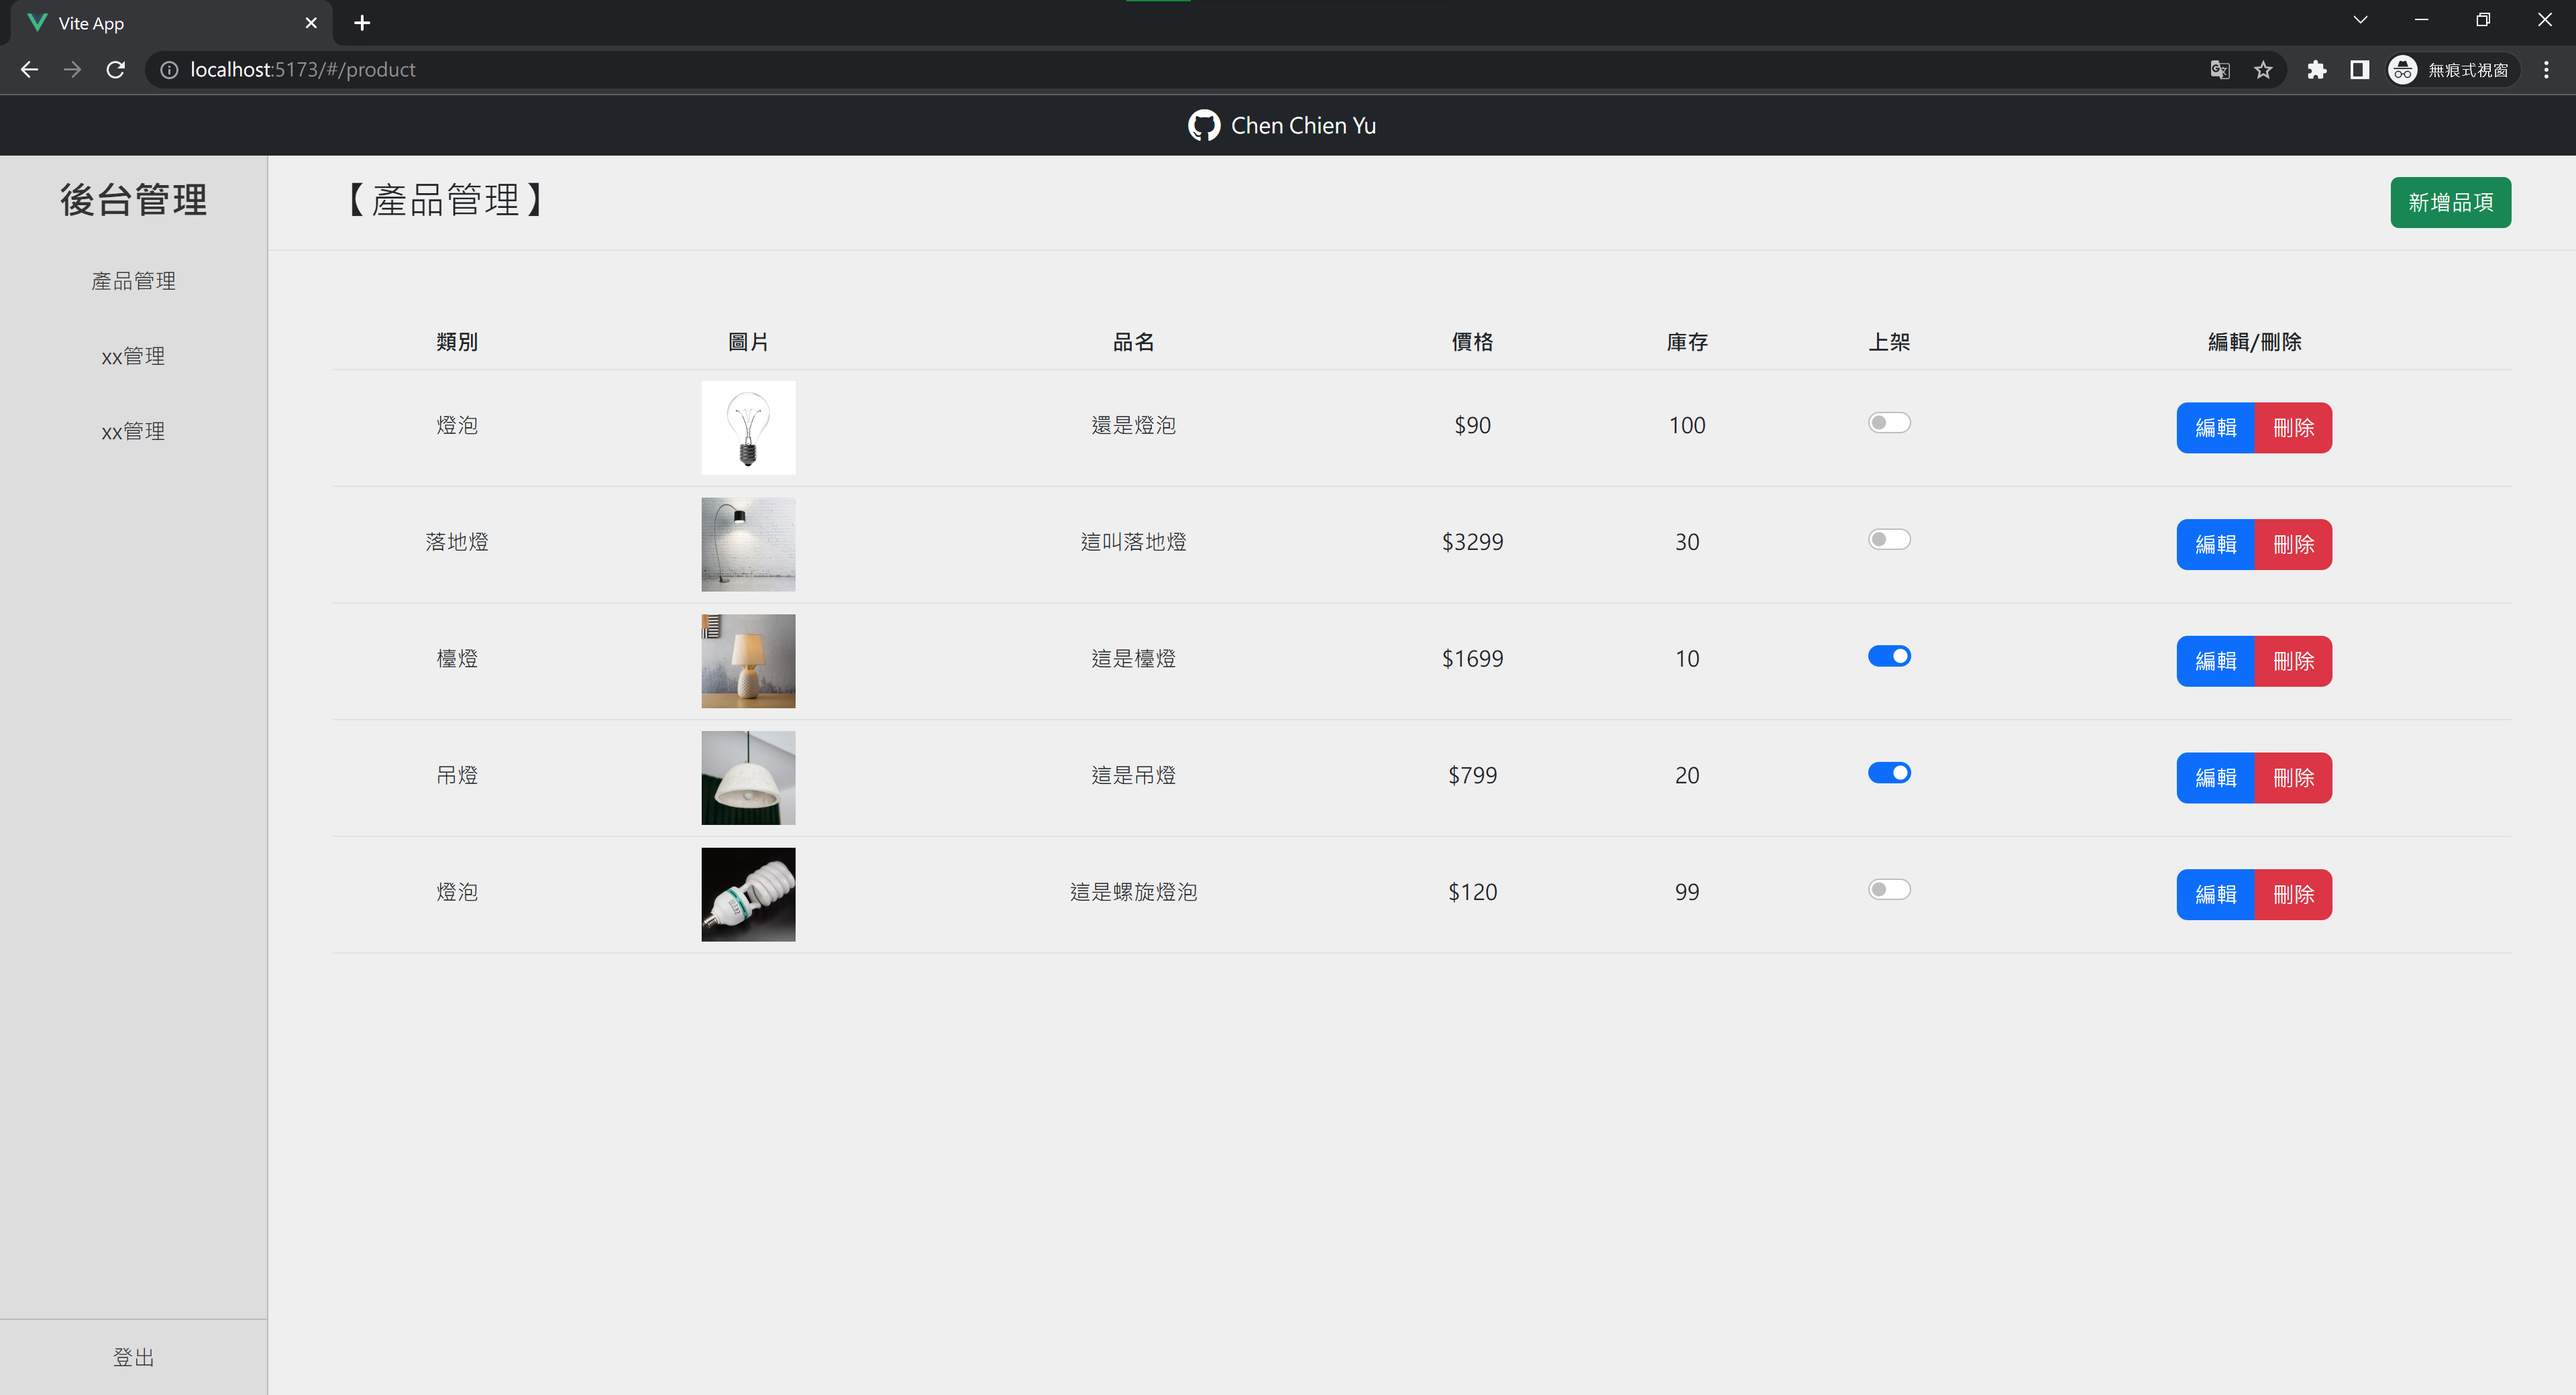 Vite App
localhost:5173/#/product
無痕式視窗
Chen Chien Yu
後台管理
產品管理
xx管理
xx管理
登出
【產品管理】
新增品項
類別 圖片 品名 價格 庫存 上架 編輯/刪除
燈泡 還是燈泡 $90 100 編輯 刪除
落地燈 這叫落地燈 $3299 30 編輯 刪除
檯燈 這是檯燈 $1699 10 編輯 刪除
吊燈 這是吊燈 $799 20 編輯 刪除
燈泡 這是螺旋燈泡 $120 99 編輯 刪除